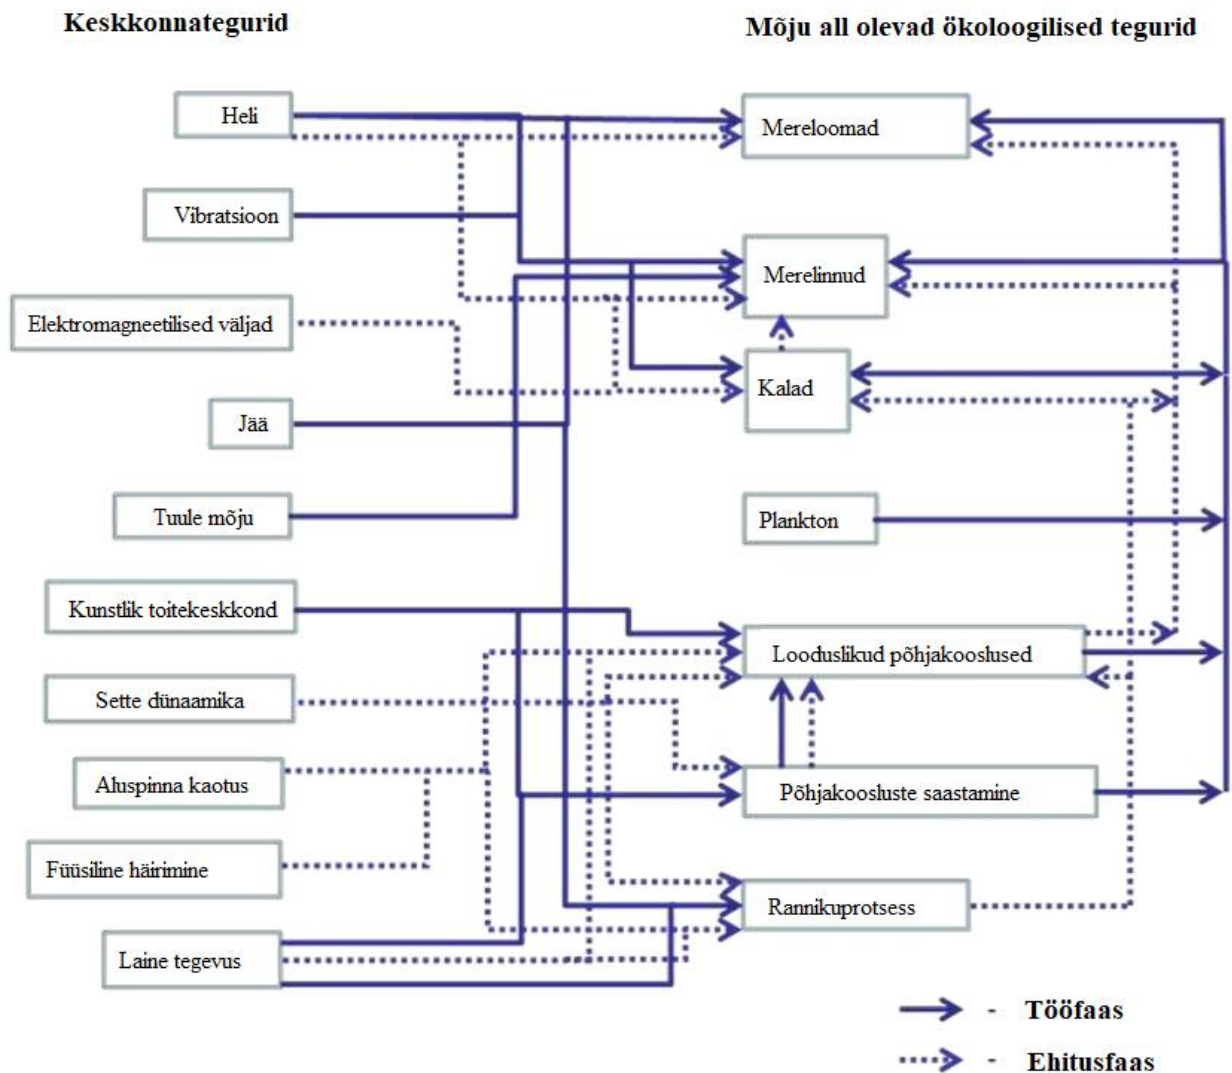 Keskkonnategurid
Mõju all olevad ökoloogilised tegurid
Heli
Vibratsioon
Elektromagneetilised väljad
Jää
Tuule mõju
Kunstlik toitekeskkond
Sette dünaamika
Aluspinna kaotus
Füüsiline häirimine
Laine tegevus
Mereloomad
Merelinnud
Kalad
Plankton
Looduslikud põhjakooslused
Põhjakoosluste saastamine
Rannikuprotsess
- Tööfaas
- Ehitusfaas